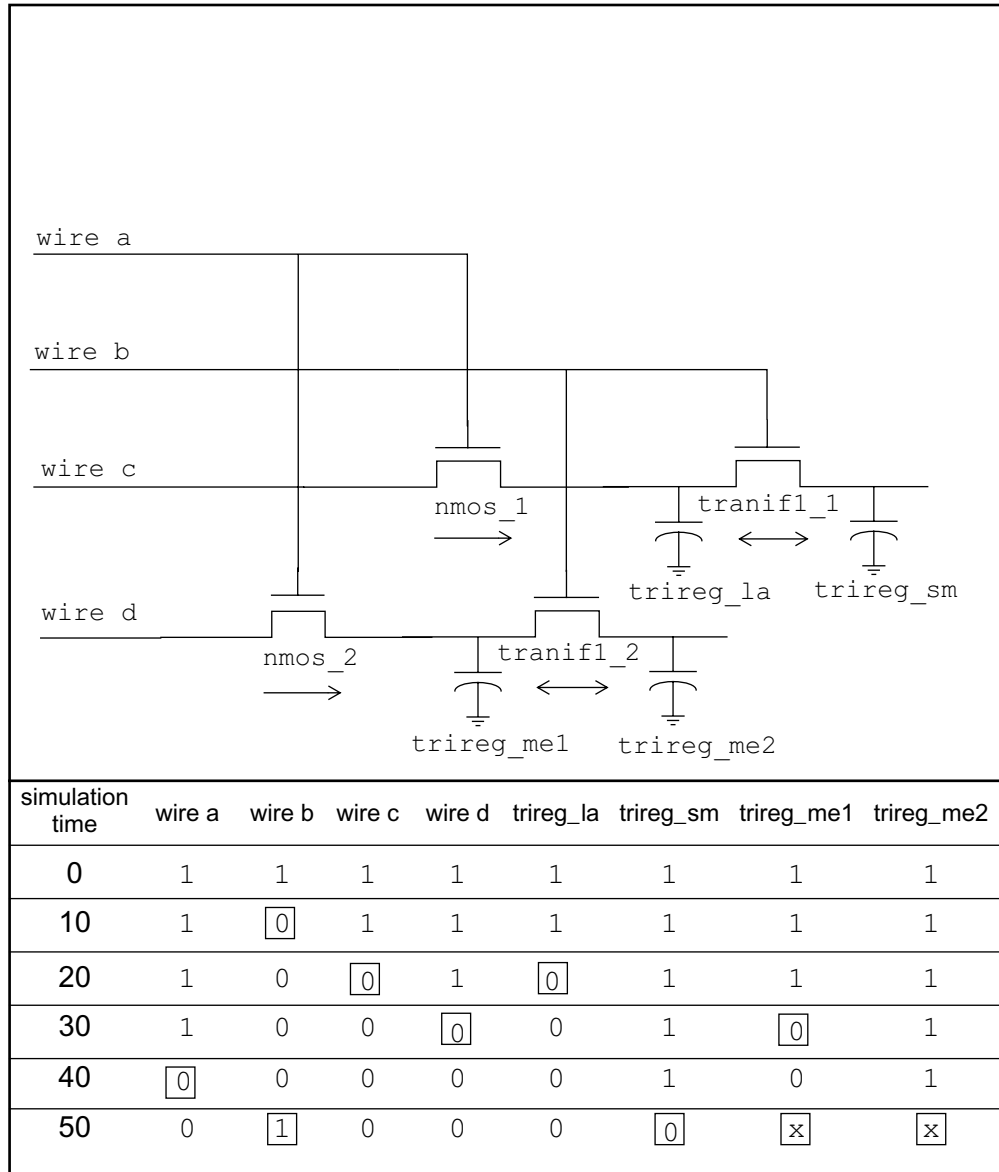 wire a
wire b
wire c
nmos_1
tranif1_1
trireg_la
trireg_sm
wire d
nmos_2
tranif1_2
trireg_me1
trireg_me2
simulation time wire a wire b wire c wire d trireg_la trireg_sm trireg_me1 trireg_me2
0 1 1 1 1 1 1 1 1
10 1 0 1 1 1 1 1 1
20 1 0 0 1 0 1 1 1
30 1 0 0 0 0 1 0 1
40 0 0 0 0 0 1 0 1
50 0 1 0 0 0 0 x x